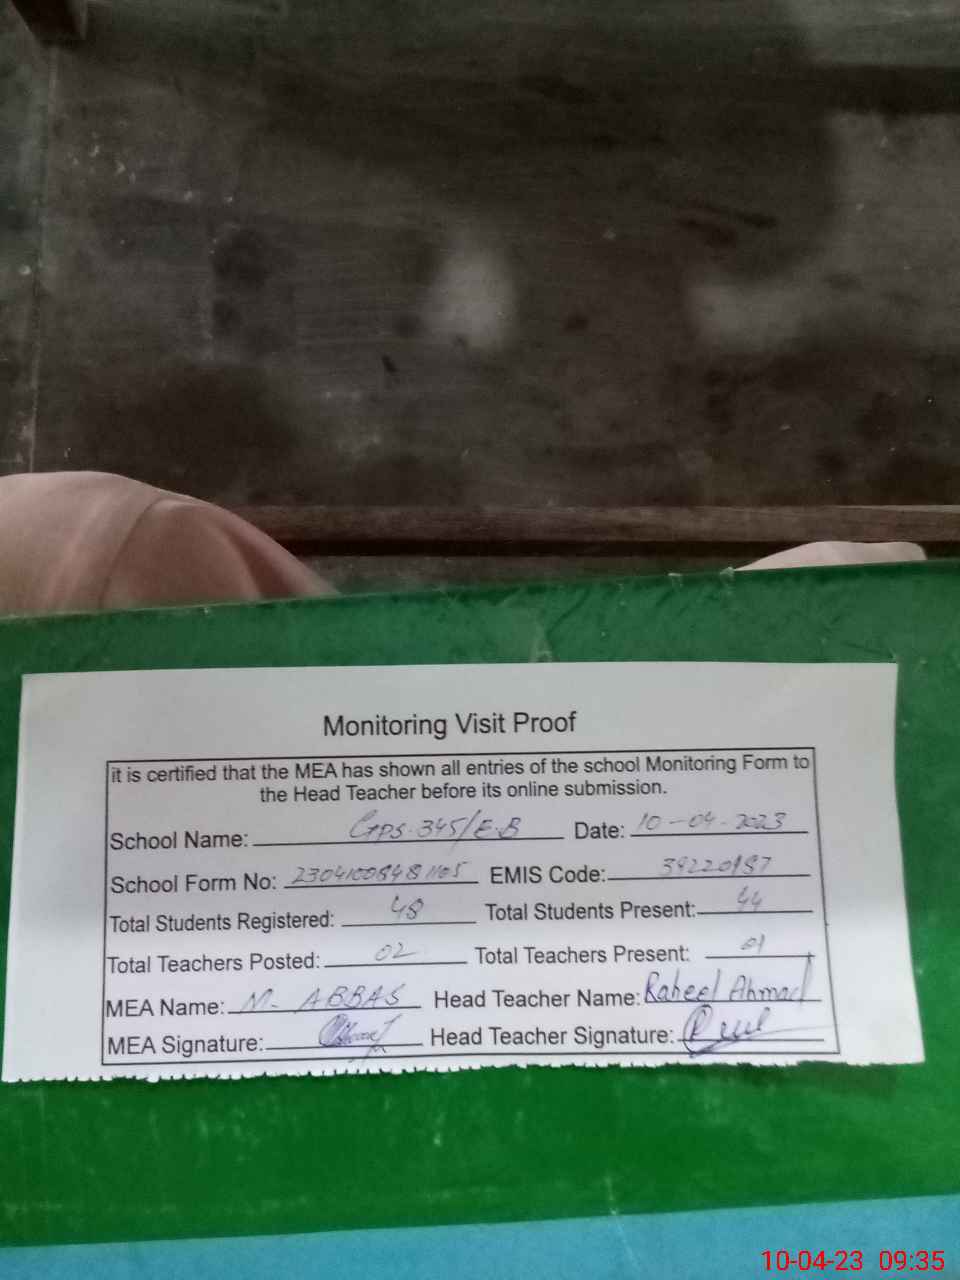 Monitoring Visit Proof
it is certified that the MEA has shown all entries of the school Monitoring Form to
the Head Teacher before its online submission.
School Name: GPS-345/E-B Date: 10-04-2023
School Form No: EMIS Code: 39220187
Total Students Registered: 48 Total Students Present: 44
Total Teachers Posted: 02 Total Teachers Present: 01
MEA Name: M. ABBAS Head Teacher Name: Raheel Ahmad
MEA Signature: Head Teacher Signature:
10-04-23 09:35